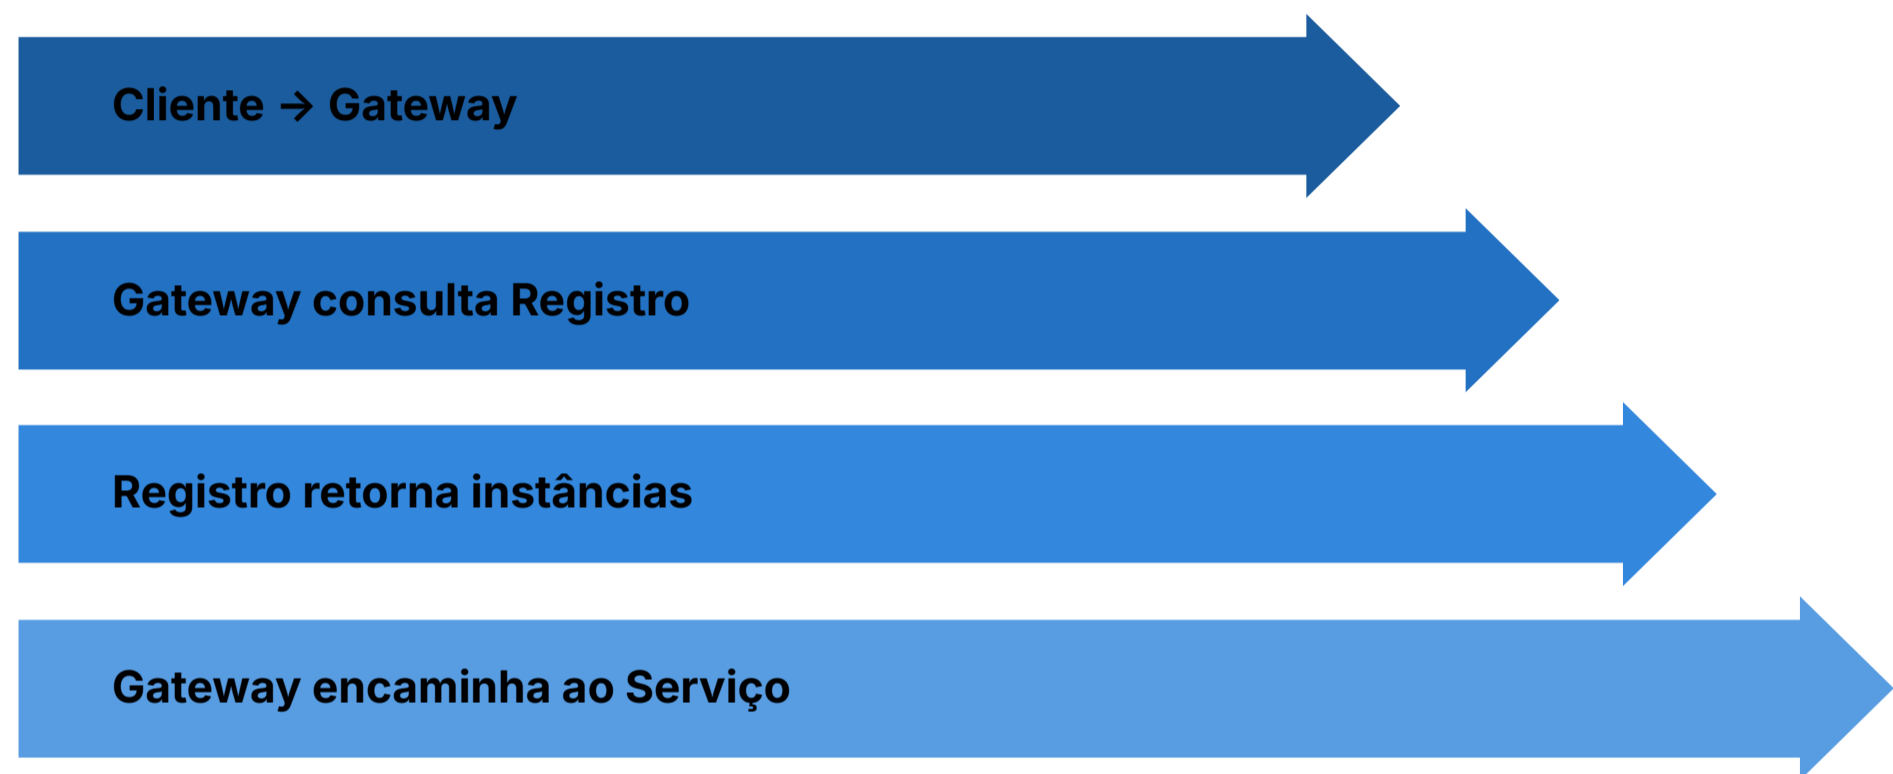 Cliente → Gateway
Gateway consulta Registro
Registro retorna instâncias
Gateway encaminha ao Serviço